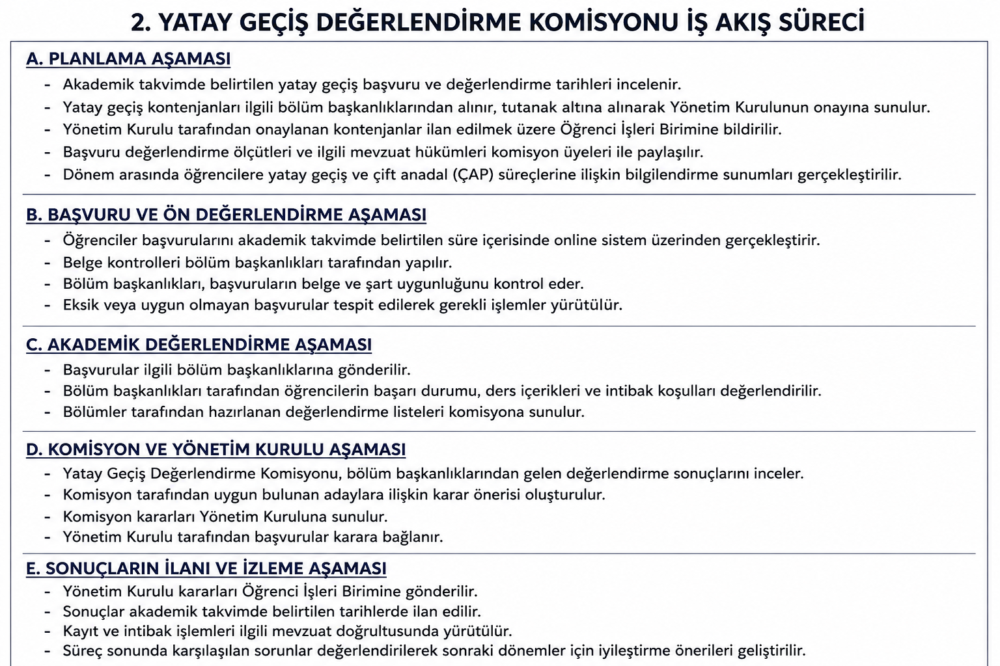 2. YATAY GEÇİŞ DEĞERLENDİRME KOMİSYONU İŞ AKIŞ SÜRECİ
A. PLANLAMA AŞAMASI
- Akademik takvimde belirtilen yatay geçiş başvuru ve değerlendirme tarihleri incelenir.
- Yatay geçiş kontenjanları ilgili bölüm başkanlıklarından alınır, tutanak altına alınarak Yönetim Kurulunun onayına sunulur.
- Yönetim Kurulu tarafından onaylanan kontenjanlar ilan edilmek üzere Öğrenci İşleri Birimine bildirilir.
- Başvuru değerlendirme ölçütleri ve ilgili mevzuat hükümleri komisyon üyeleri ile paylaşılır.
- Dönem arasında öğrencilere yatay geçiş ve çift anadal (ÇAP) süreçlerine ilişkin bilgilendirme sunumları gerçekleştirilir.
B. BAŞVURU VE ÖN DEĞERLENDİRME AŞAMASI
- Öğrenciler başvurularını akademik takvimde belirtilen süre içerisinde online sistem üzerinden gerçekleştirir.
- Belge kontrolleri bölüm başkanlıkları tarafından yapılır.
- Bölüm başkanlıkları, başvuruların belge ve şart uygunluğunu kontrol eder.
- Eksik veya uygun olmayan başvurular tespit edilerek gerekli işlemler yürütülür.
C. AKADEMİK DEĞERLENDİRME AŞAMASI
- Başvurular ilgili bölüm başkanlıklarına gönderilir.
- Bölüm başkanlıkları tarafından öğrencilerin başarı durumu, ders içerikleri ve intibak koşulları değerlendirilir.
- Bölümler tarafından hazırlanan değerlendirme listeleri komisyona sunulur.
D. KOMİSYON VE YÖNETİM KURULU AŞAMASI
- Yatay Geçiş Değerlendirme Komisyonu, bölüm başkanlıklarından gelen değerlendirme sonuçlarını inceler.
- Komisyon tarafından uygun bulunan adaylara ilişkin karar önerisi oluşturulur.
- Komisyon kararları Yönetim Kuruluna sunulur.
- Yönetim Kurulu tarafından başvurular karara bağlanır.
E. SONUÇLARIN İLANI VE İZLEME AŞAMASI
- Yönetim Kurulu kararları Öğrenci İşleri Birimine gönderilir.
- Sonuçlar akademik takvimde belirtilen tarihlerde ilan edilir.
- Kayıt ve intibak işlemleri ilgili mevzuat doğrultusunda yürütülür.
- Süreç sonunda karşılaşılan sorunlar değerlendirilerek sonraki dönemler için iyileştirme önerileri geliştirilir.